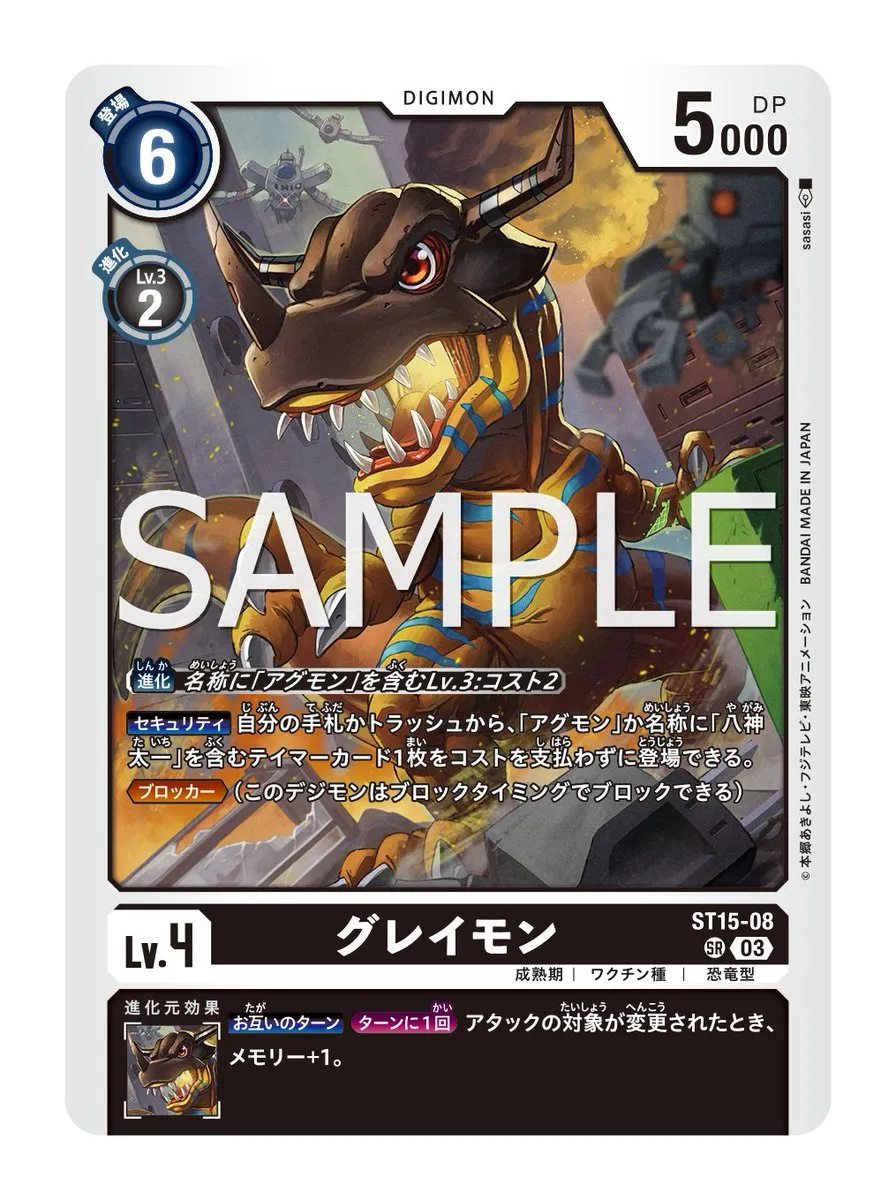 DIGIMON
登場
6
DP
5000
進化
Lv.3
2
sasasi
SAMPLE
進化 名称に「アグモン」を含むLv.3:コスト2
セキュリティ 自分の手札かトラッシュから、「アグモン」か名称に「八神
太一」を含むテイマーカード1枚をコストを支払わずに登場できる。
ブロッカー (このデジモンはブロックタイミングでブロックできる)
©本郷あきよし・フジテレビ・東映アニメーション BANDAI MADE IN JAPAN
Lv.4
グレイモン
ST15-08
SR 03
成熟期 | ワクチン種 | 恐竜型
進化元効果
お互いのターン ターンに1回 アタックの対象が変更されたとき、
メモリー+1。